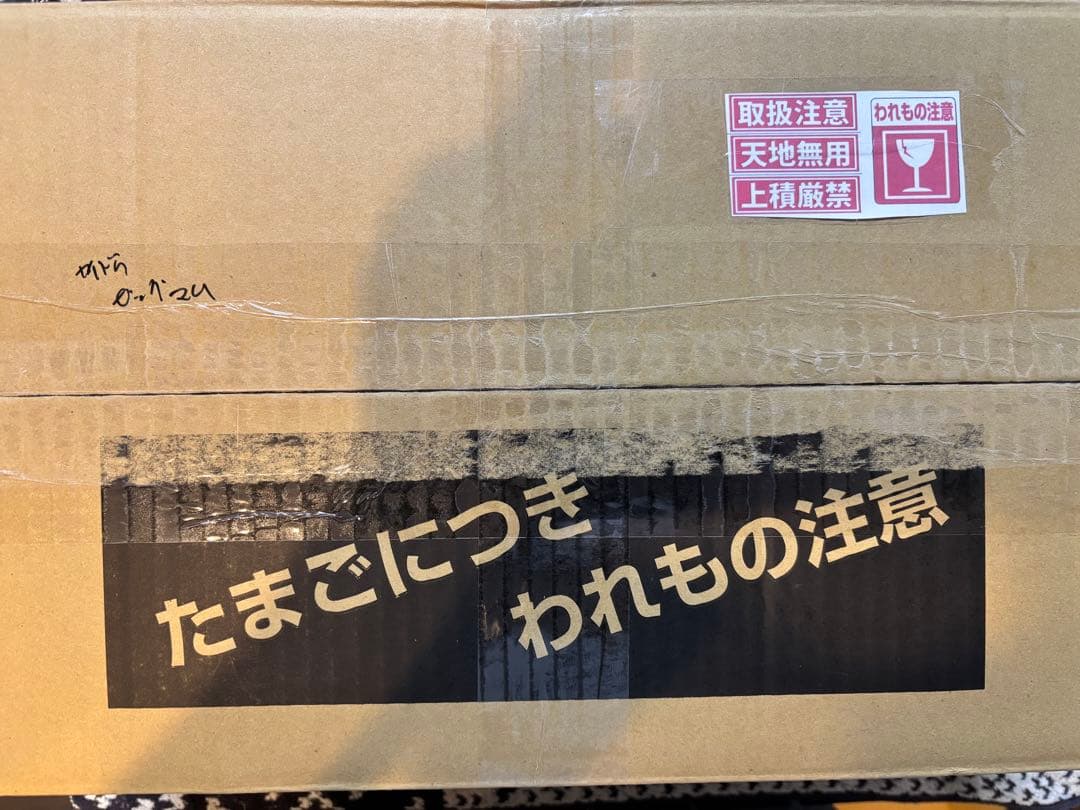 取扱注意
天地無用
上積厳禁
われもの注意
たまごにつき
われもの注意